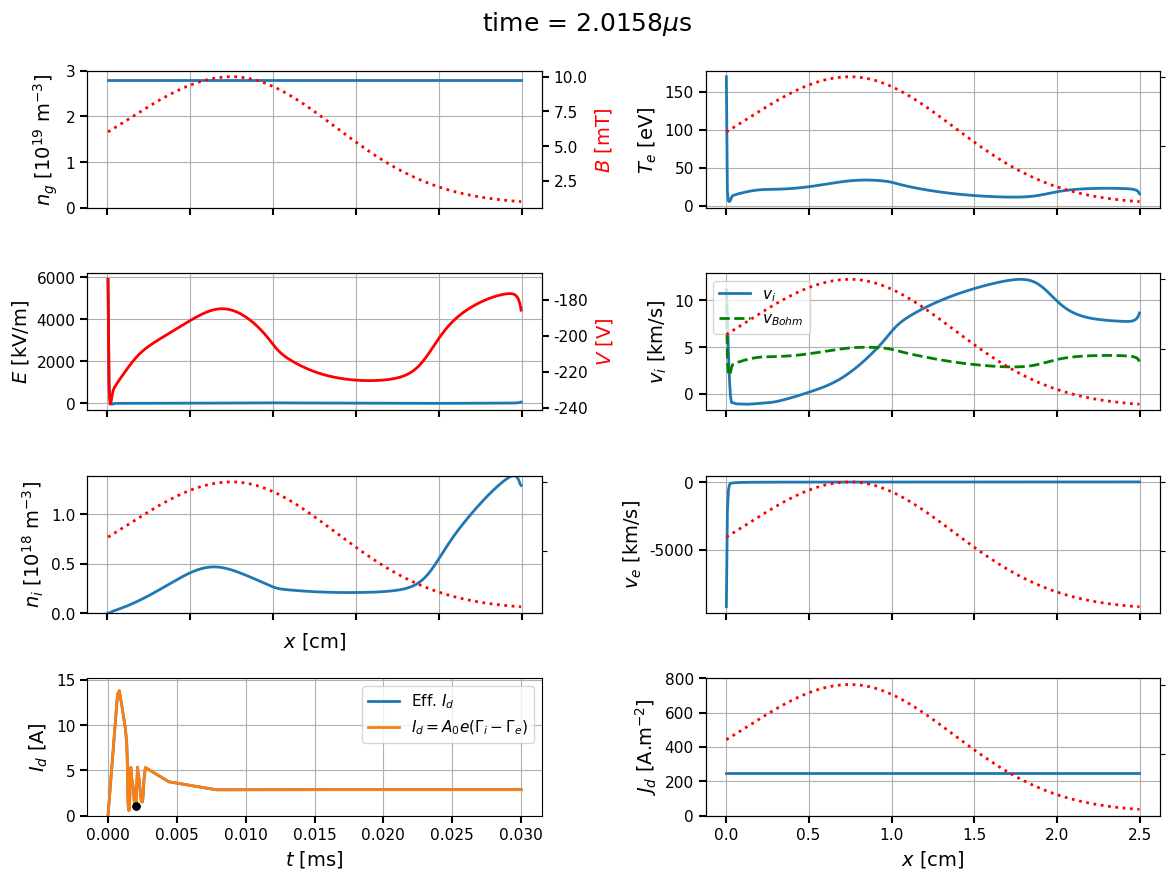 time = 2.0158μs
n_g [10^19 m^−3]
3
2
1
0
10.0
7.5
5.0
2.5
B [mT]
T_e [eV]
150
100
50
0
E [kV/m]
6000
4000
2000
0
-180
-200
-220
-240
V [V]
v_i [km/s]
10
5
0
v_i
v_Bohm
n_i [10^18 m^−3]
1.0
0.5
0.0
x [cm]
v_e [km/s]
0
-5000
I_d [A]
15
10
5
0
Eff. I_d
I_d = A_0e(Γ_i − Γ_e)
0.000 0.005 0.010 0.015 0.020 0.025 0.030
t [ms]
J_d [A.m^−2]
800
600
400
200
0
0.0 0.5 1.0 1.5 2.0 2.5
x [cm]